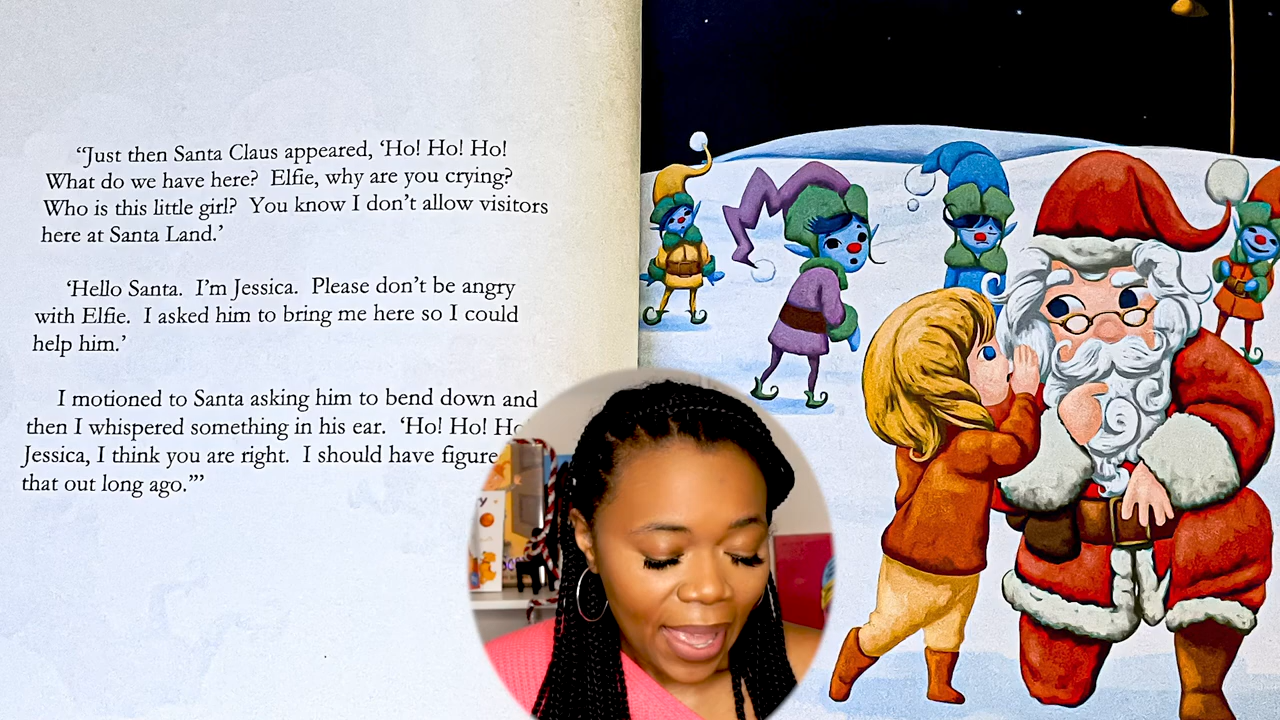 “Just then Santa Claus appeared, ‘Ho! Ho! Ho!
What do we have here? Elfie, why are you crying?
Who is this little girl? You know I don’t allow visitors
here at Santa Land.’
‘Hello Santa. I’m Jessica. Please don’t be angry
with Elfie. I asked him to bring me here so I could
help him.’
I motioned to Santa asking him to bend down and
then I whispered something in his ear. ‘Ho! Ho!
Jessica, I think you are right. I should have figure
that out long ago.’”